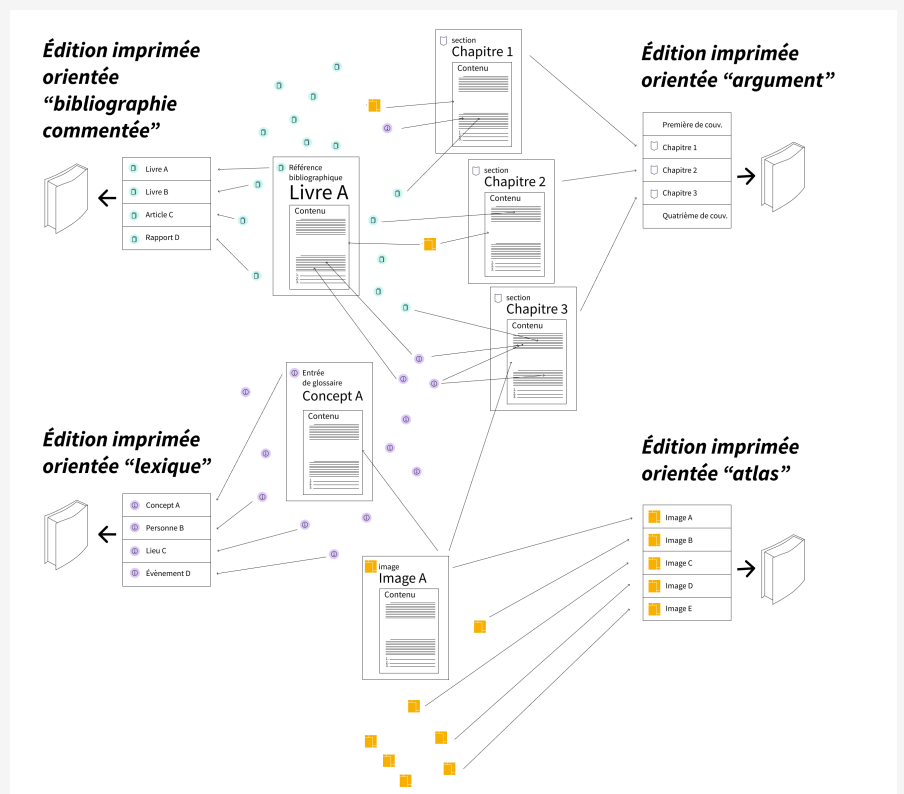 Édition imprimée
orientée
“bibliographie
commentée”
Livre A
Livre B
Article C
Rapport D
Référence
bibliographique
Livre A
Contenu
section
Chapitre 1
Contenu
section
Chapitre 2
Contenu
section
Chapitre 3
Contenu
Édition imprimée
orientée “argument”
Première de couv.
Chapitre 1
Chapitre 2
Chapitre 3
Quatrième de couv.
Entrée
de glossaire
Concept A
Contenu
Édition imprimée
orientée “lexique”
Concept A
Personne B
Lieu C
Évènement D
image
Image A
Contenu
Édition imprimée
orientée “atlas”
Image A
Image B
Image C
Image D
Image E